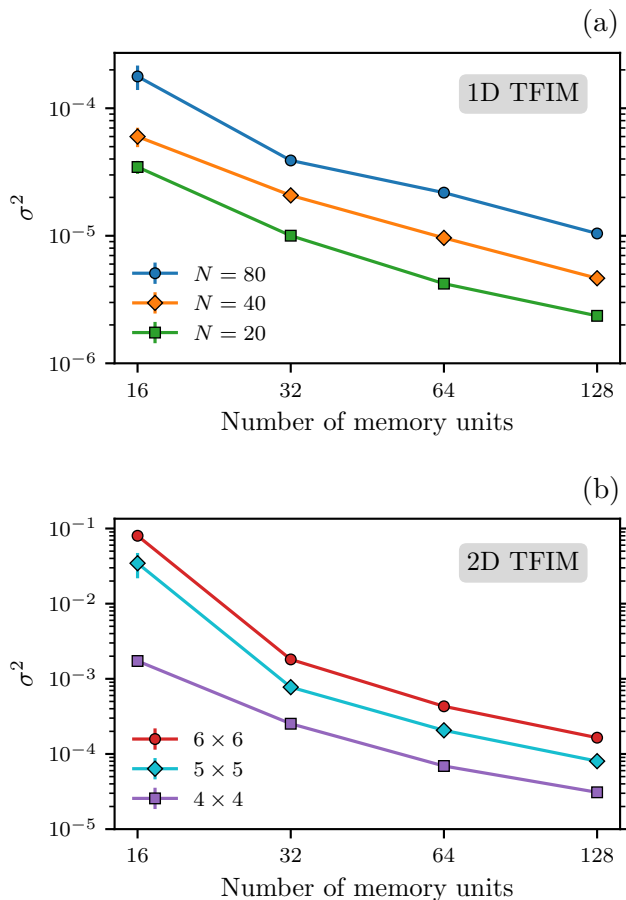 (a)
1D TFIM
10⁻⁴
σ²
10⁻⁵
N = 80
N = 40
N = 20
10⁻⁶
16 32 64 128
Number of memory units
(b)
10⁻¹
2D TFIM
10⁻²
σ²
10⁻³
6 × 6
10⁻⁴
5 × 5
4 × 4
10⁻⁵
16 32 64 128
Number of memory units